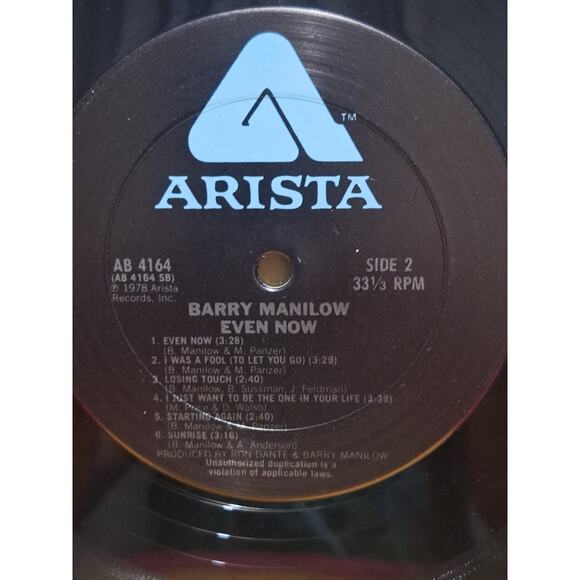 ™
ARISTA
AB 4164
(AB 4164 SB)
℗ 1978 Arista
Records, Inc.
SIDE 2
33⅓ RPM
BARRY MANILOW
EVEN NOW
1. EVEN NOW (3:28)
(B. Manilow & M. Panzer)
2. I WAS A FOOL (TO LET YOU GO) (3:29)
(B. Manilow & M. Panzer)
3. LOSING TOUCH (2:40)
(B. Manilow, B. Sussman, J. Feldman)
4. I JUST WANT TO BE THE ONE IN YOUR LIFE (3:39)
(M. Price & D. Walsh)
5. STARTING AGAIN (2:40)
(B. Manilow & M. Panzer)
6. SUNRISE (3:16)
(B. Manilow & A. Anderson)
PRODUCED BY RON DANTE & BARRY MANILOW
Unauthorized duplication is a
violation of applicable laws.